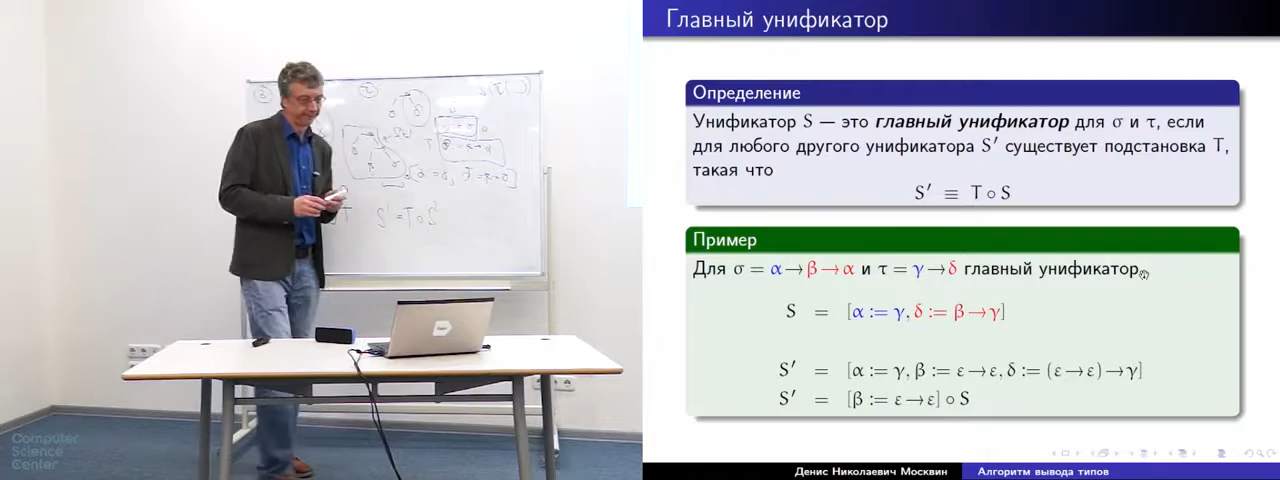 Главный унификатор
Определение
Унификатор S — это главный унификатор для σ и τ, если
для любого другого унификатора S′ существует подстановка T,
такая что
S′ ≡ T ∘ S
Пример
Для σ = α→β→α и τ = γ→δ главный унификатор
S = [α := γ, δ := β→γ]
S′ = [α := γ, β := ε→ε, δ := (ε→ε)→γ]
S′ = [β := ε→ε] ∘ S
Денис Николаевич Москвин Алгоритм вывода типов
S′ = T ∘ S
Computer
Science
Center